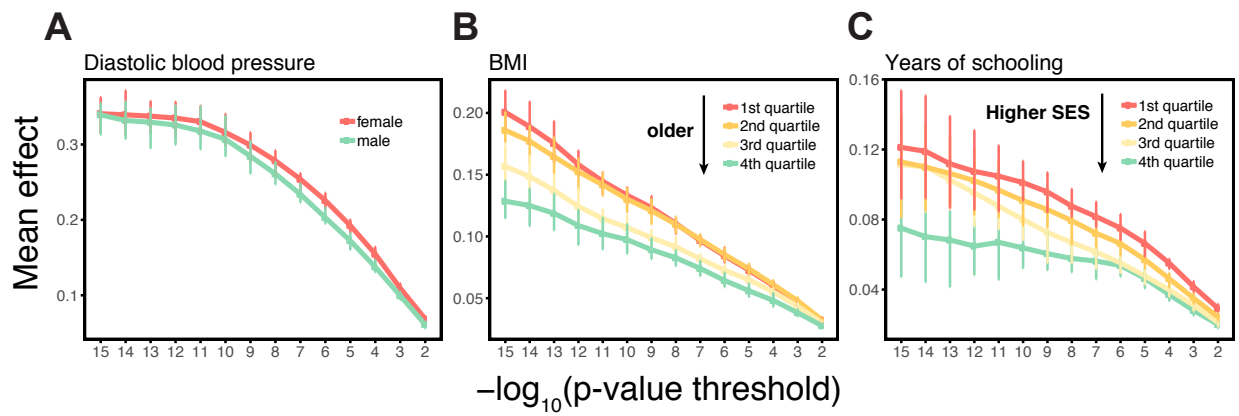 A
Diastolic blood pressure
Mean effect
0.3
0.2
0.1
female
male
15 14 13 12 11 10 9 8 7 6 5 4 3 2
B
BMI
0.20
0.15
0.10
0.05
older
1st quartile
2nd quartile
3rd quartile
4th quartile
15 14 13 12 11 10 9 8 7 6 5 4 3 2
C
Years of schooling
0.16
0.12
0.08
0.04
Higher SES
1st quartile
2nd quartile
3rd quartile
4th quartile
15 14 13 12 11 10 9 8 7 6 5 4 3 2
−log10(p-value threshold)